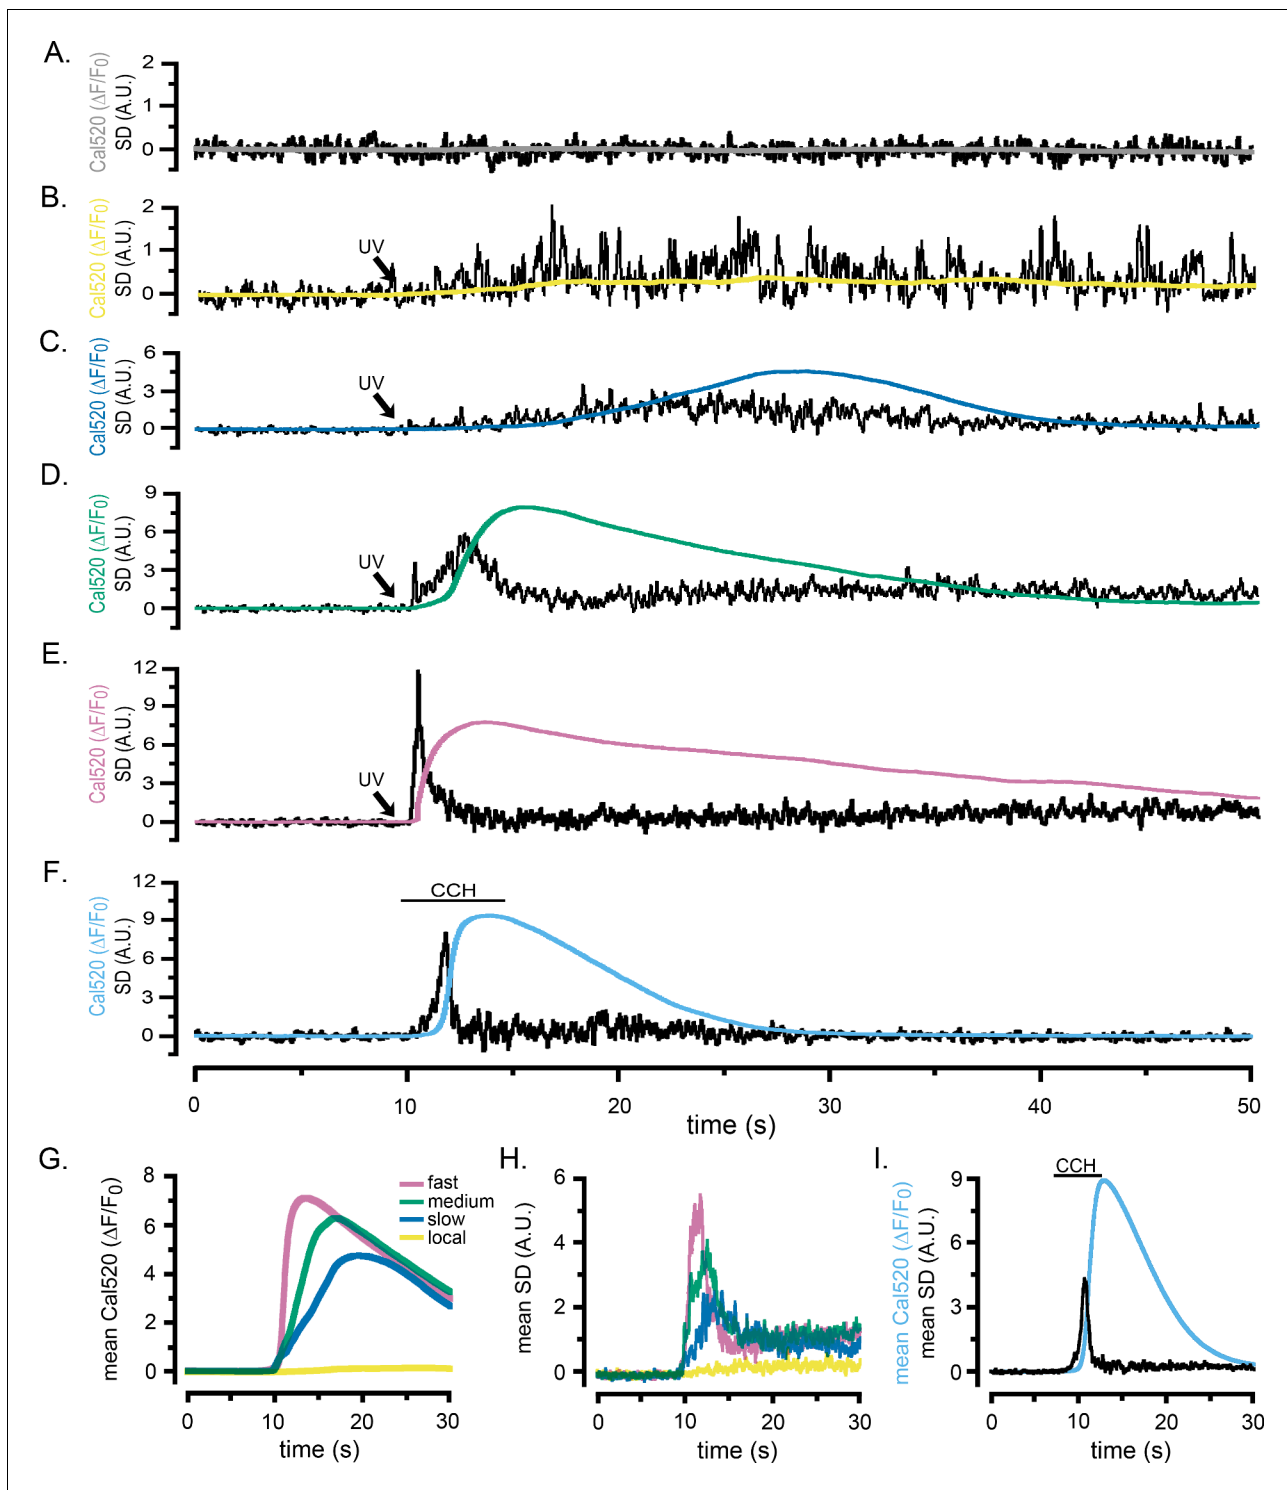 A.
Cal520 (ΔF/F0)
SD (A.U.)
2
1
0
B.
Cal520 (ΔF/F0)
SD (A.U.)
2
1
0
UV
C.
Cal520 (ΔF/F0)
SD (A.U.)
6
3
0
UV
D.
Cal520 (ΔF/F0)
SD (A.U.)
9
6
3
0
UV
E.
Cal520 (ΔF/F0)
SD (A.U.)
12
9
6
3
0
UV
F.
Cal520 (ΔF/F0)
SD (A.U.)
12
9
6
3
0
CCH
0 10 20 30 40 50
time (s)
G.
mean Cal520 (ΔF/F0)
8
6
4
2
0
fast
medium
slow
local
0 10 20 30
time (s)
H.
mean SD (A.U.)
6
4
2
0
0 10 20 30
time (s)
I.
mean Cal520 (ΔF/F0)
mean SD (A.U.)
9
6
3
0
CCH
0 10 20 30
time (s)